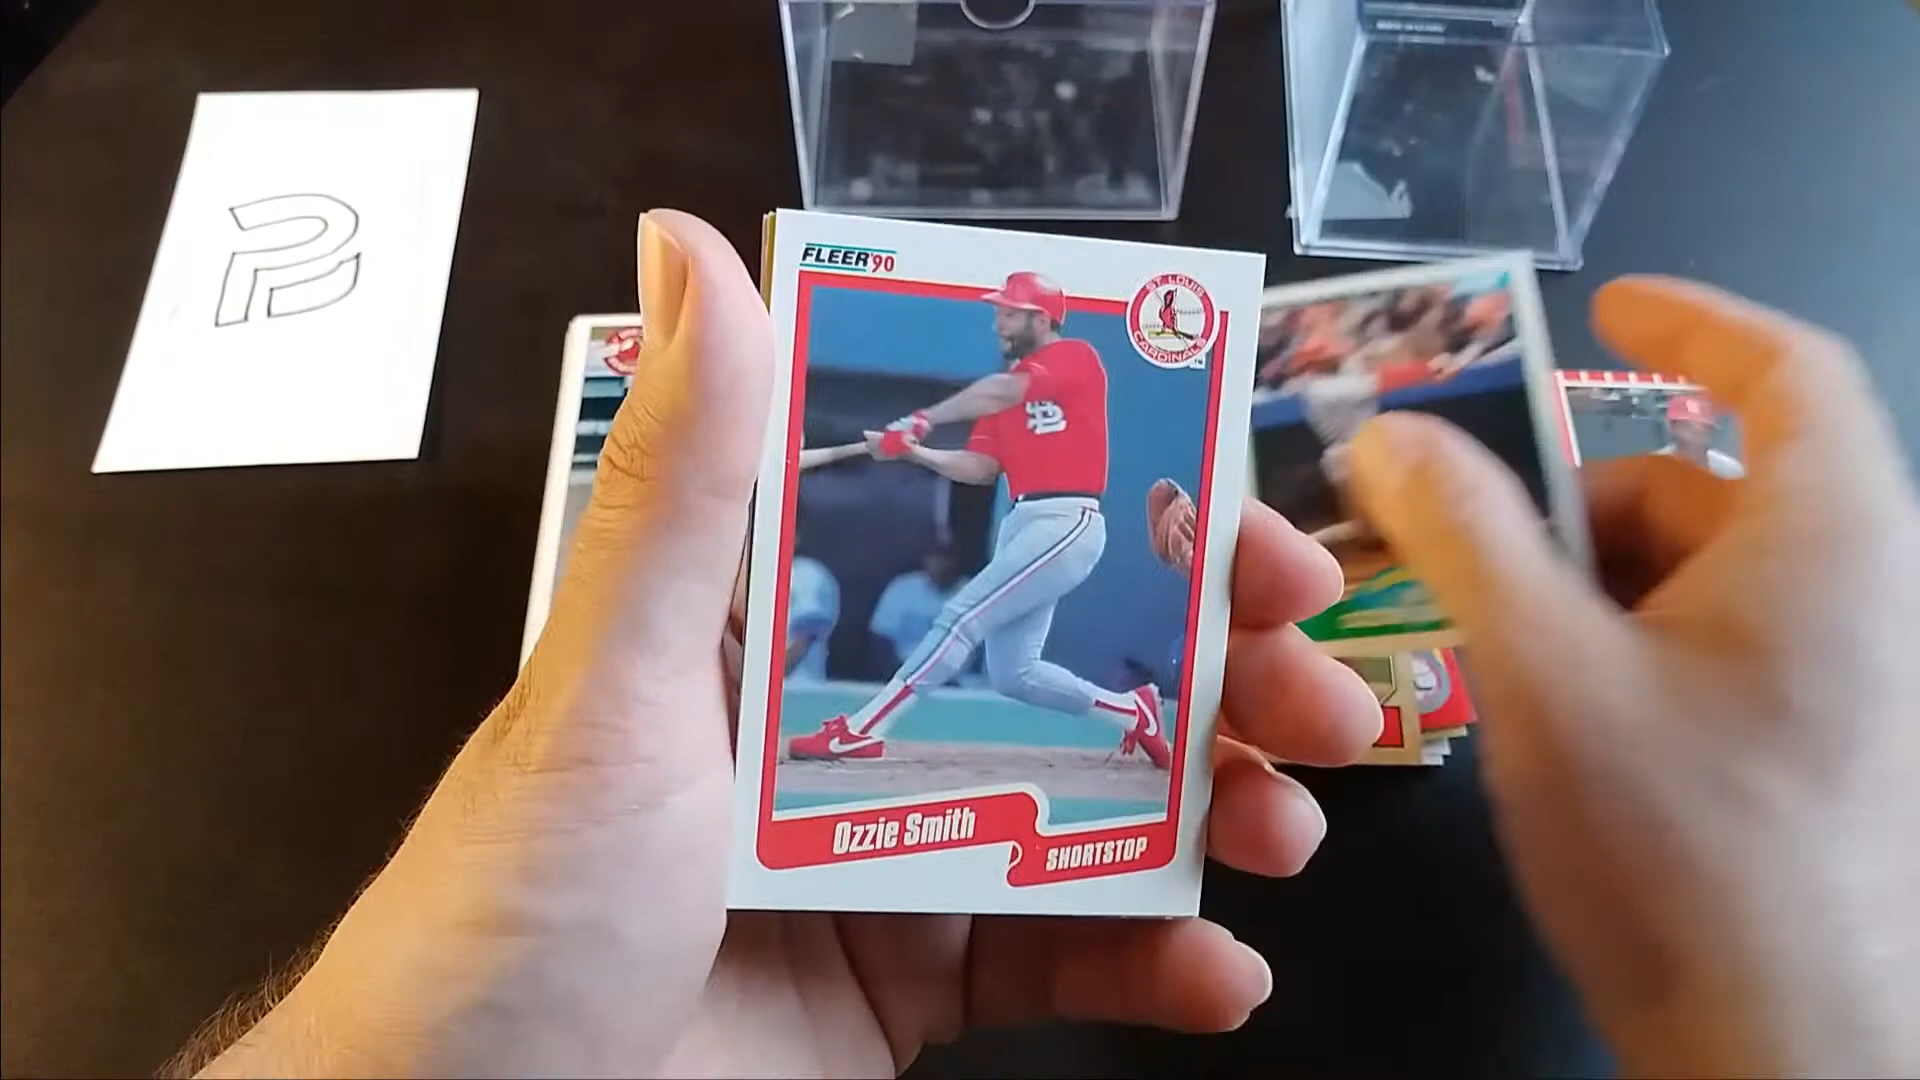 FLEER '90
ST. LOUIS
CARDINALS
Ozzie Smith
SHORTSTOP